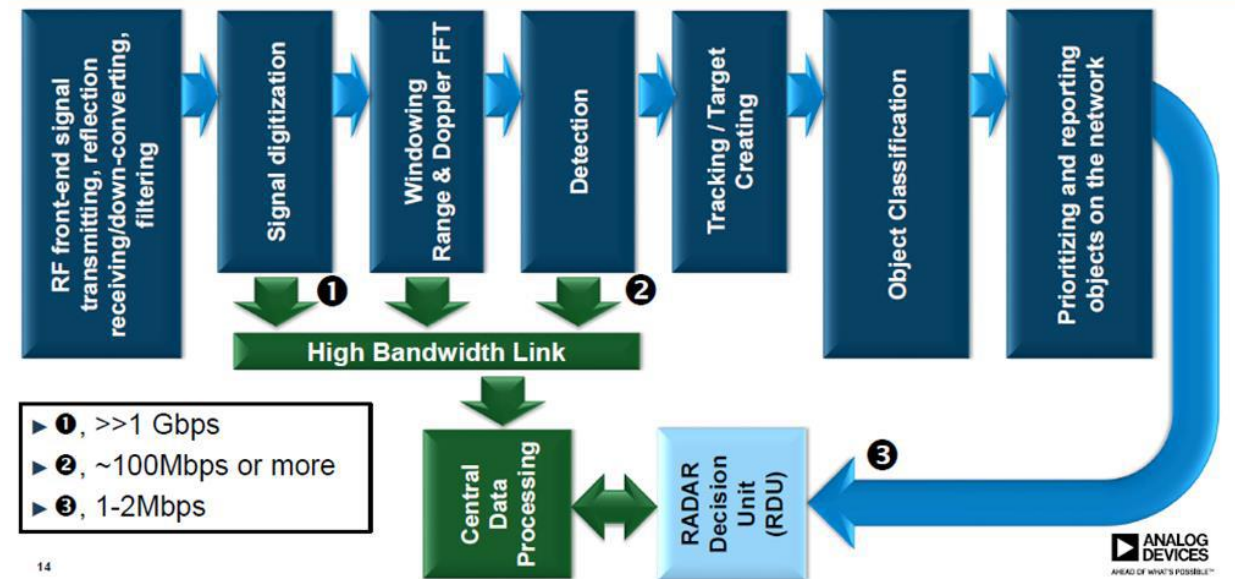 RF front-end signal
transmitting, reflection
receiving/down-converting,
filtering
Signal digitization
Windowing
Range & Doppler FFT
Detection
Tracking / Target
Creating
Object Classification
Prioritizing and reporting
objects on the network
❶
❷
High Bandwidth Link
► ❶, >>1 Gbps
► ❷, ~100Mbps or more
► ❸, 1-2Mbps
Central
Data
Processing
RADAR
Decision
Unit
(RDU)
❸
14
ANALOG
DEVICES
AHEAD OF WHAT'S POSSIBLE™